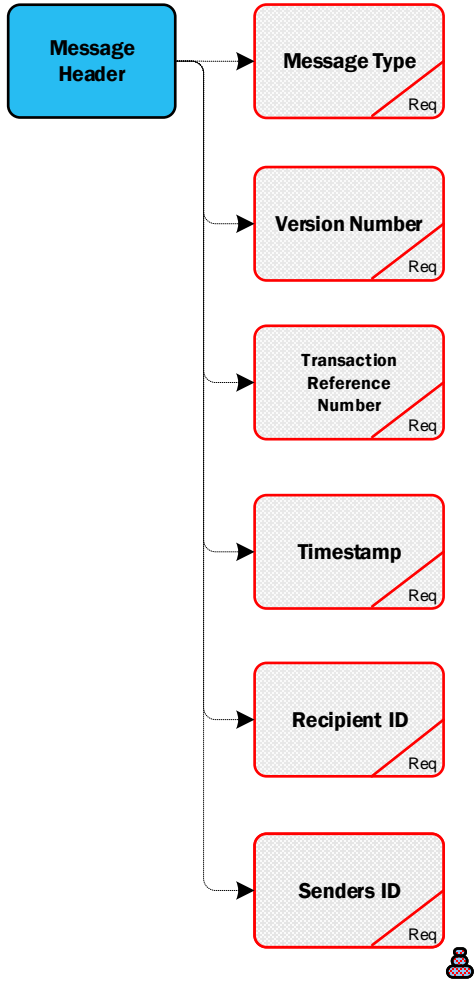 Message
Header
Message Type
Req
Version Number
Req
Transaction
Reference
Number
Req
Timestamp
Req
Recipient ID
Req
Senders ID
Req